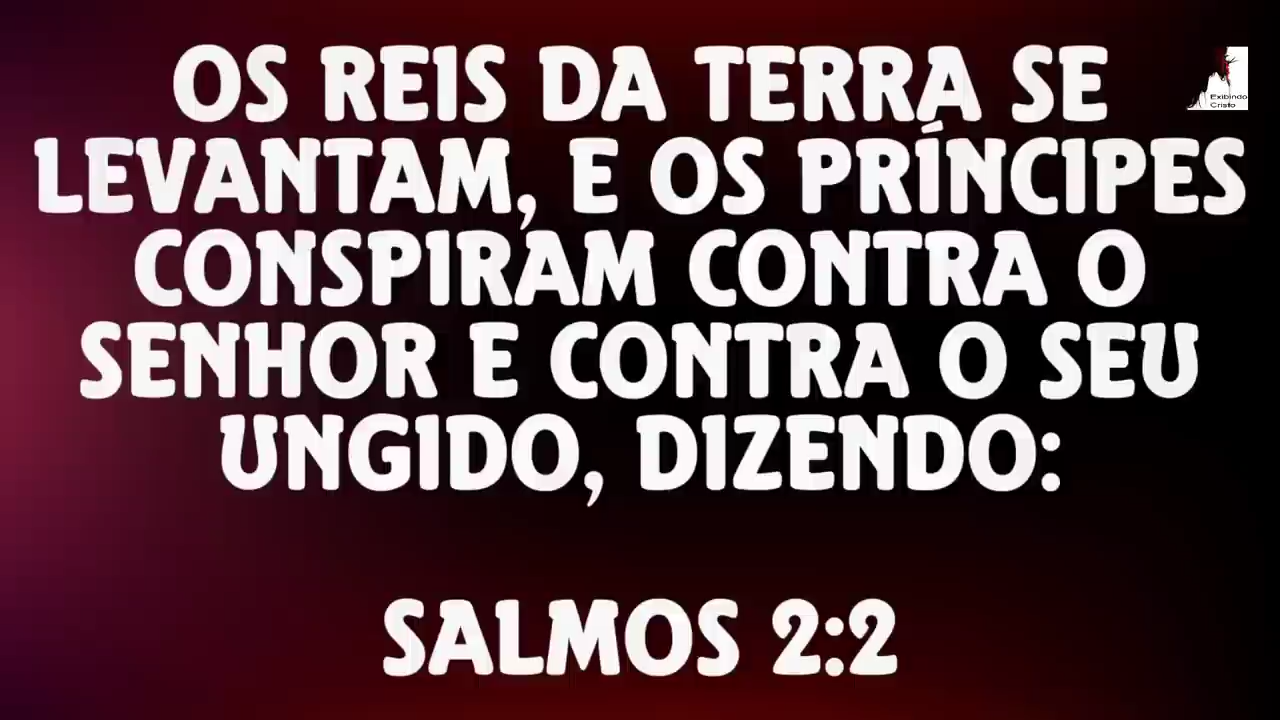 OS REIS DA TERRA SE
LEVANTAM, E OS PRÍNCIPES
CONSPIRAM CONTRA O
SENHOR E CONTRA O SEU
UNGIDO, DIZENDO:
SALMOS 2:2
Exibindo
Cristo